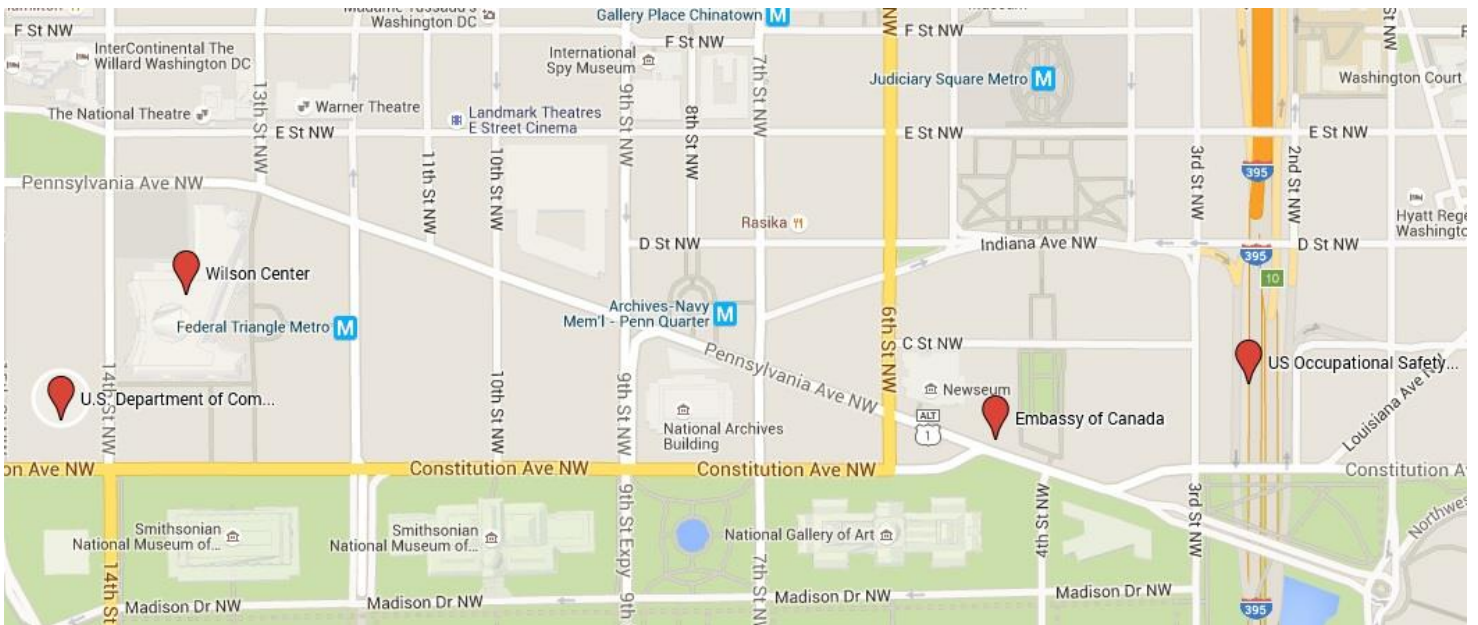 Washington DC
Gallery Place Chinatown
M
F St NW
F St NW
F St NW
InterContinental The
Willard Washington DC
International
Spy Museum
Judiciary Square Metro
M
Washington Court
The National Theatre
Warner Theatre
Landmark Theatres
E Street Cinema
13th St NW
9th St NW
8th St NW
7th St NW
E St NW
E St NW
E St NW
11th St NW
10th St NW
3rd St NW
2nd St NW
395
Pennsylvania Ave NW
Rasika
Hyatt
D St NW
Indiana Ave NW
D St NW
395
10
Wilson Center
Federal Triangle Metro
M
Archives-Navy
Mem'l - Penn Quarter
M
6th St NW
C St NW
Pennsylvania Ave NW
US Occupational Safety...
14th St NW
U.S. Department of Com...
10th St NW
9th St NW
National Archives
Building
Newseum
ALT
1
Embassy of Canada
Louisiana Ave
on Ave NW
Constitution Ave NW
Constitution Ave NW
Constitution
Smithsonian
National Museum of...
Smithsonian
National Museum of...
National Gallery of Art
4th St NW
3rd St NW
14th St
9th St Expy
9th
7th St NW
Madison Dr NW
Madison Dr NW
Madison Dr NW
Madison Dr NW
395